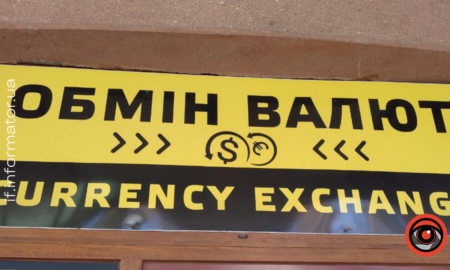 ОБМІН ВАЛЮТ
>>> $ € <<<
URRENCY EXCHANG
if.informator.ua